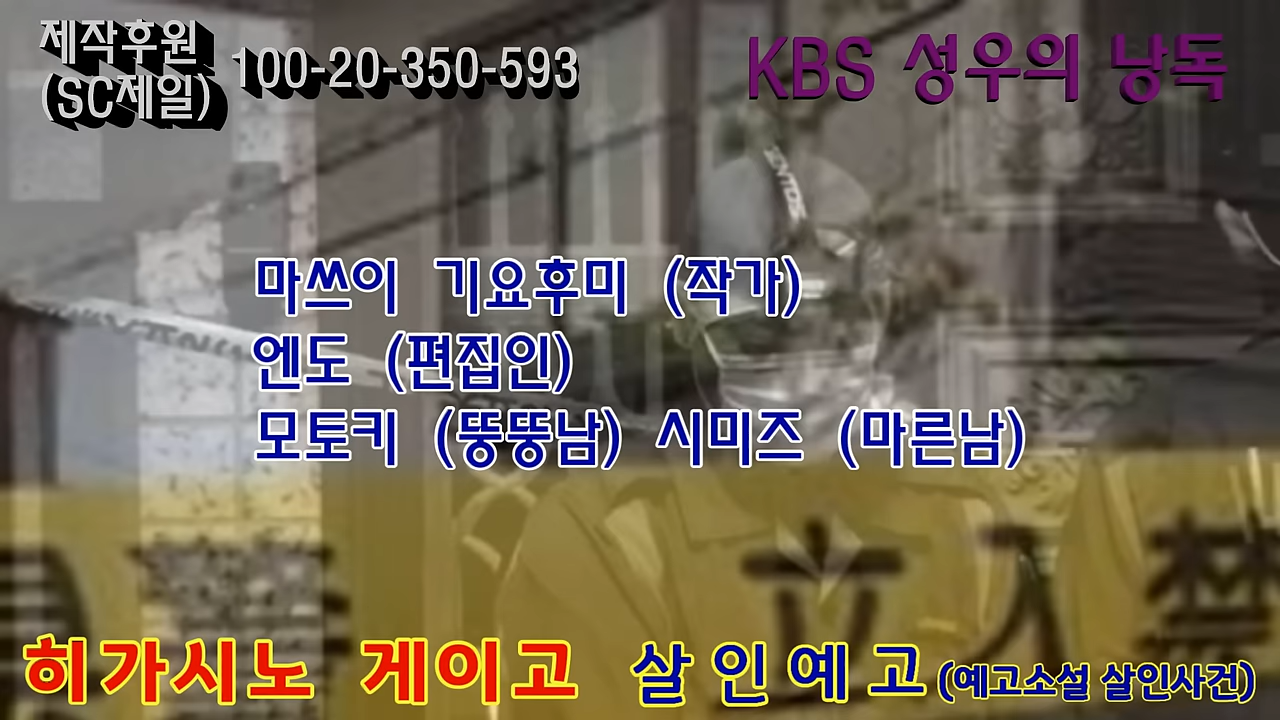 제작후원
(SC제일) 100-20-350-593
KBS 성우의 낭독
마쓰이 기요후미 (작가)
엔도 (편집인)
모토키 (뚱뚱남) 시미즈 (마른남)
立入禁
히가시노 게이고 살인예고 (예고소설 살인사건)